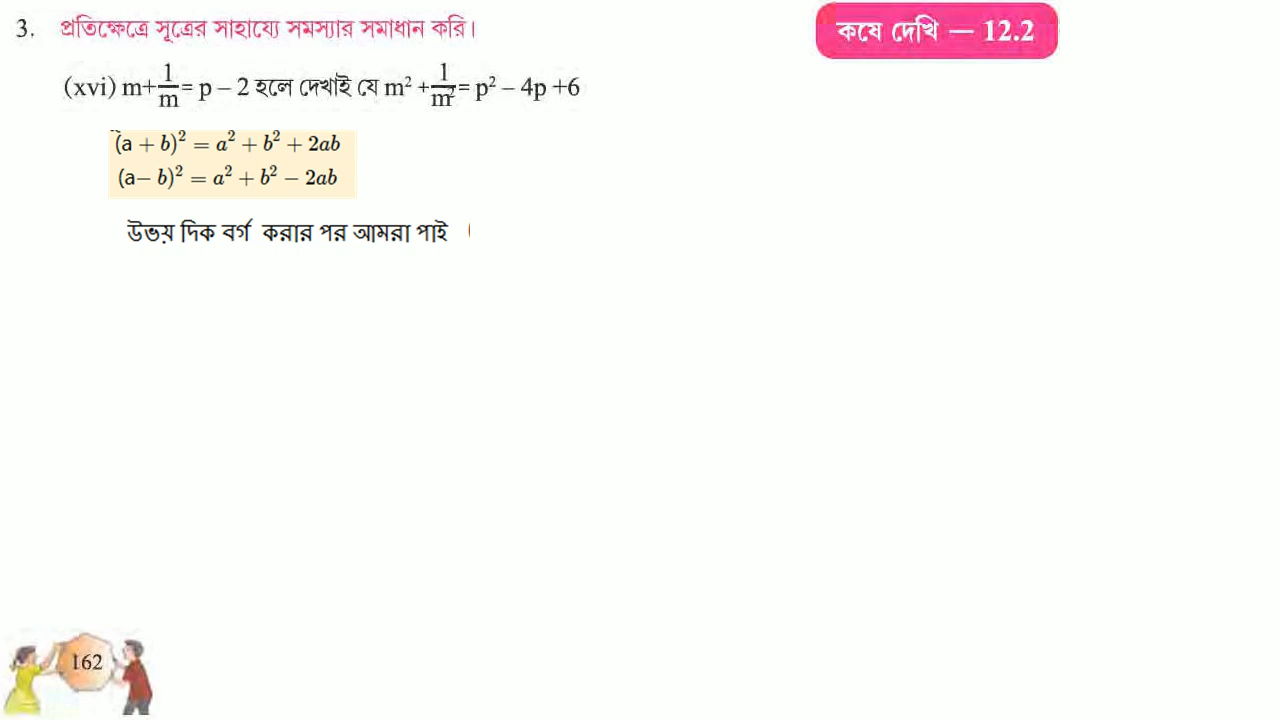 3. প্রতিক্ষেত্রে সূত্রের সাহায্যে সমস্যার সমাধান করি।
কষে দেখি — 12.2
(xvi) m+1/m = p – 2 হলে দেখাই যে m² + 1/m² = p² – 4p +6
(a + b)² = a² + b² + 2ab
(a− b)² = a² + b² − 2ab
উভয় দিক বর্গ করার পর আমরা পাই (
162